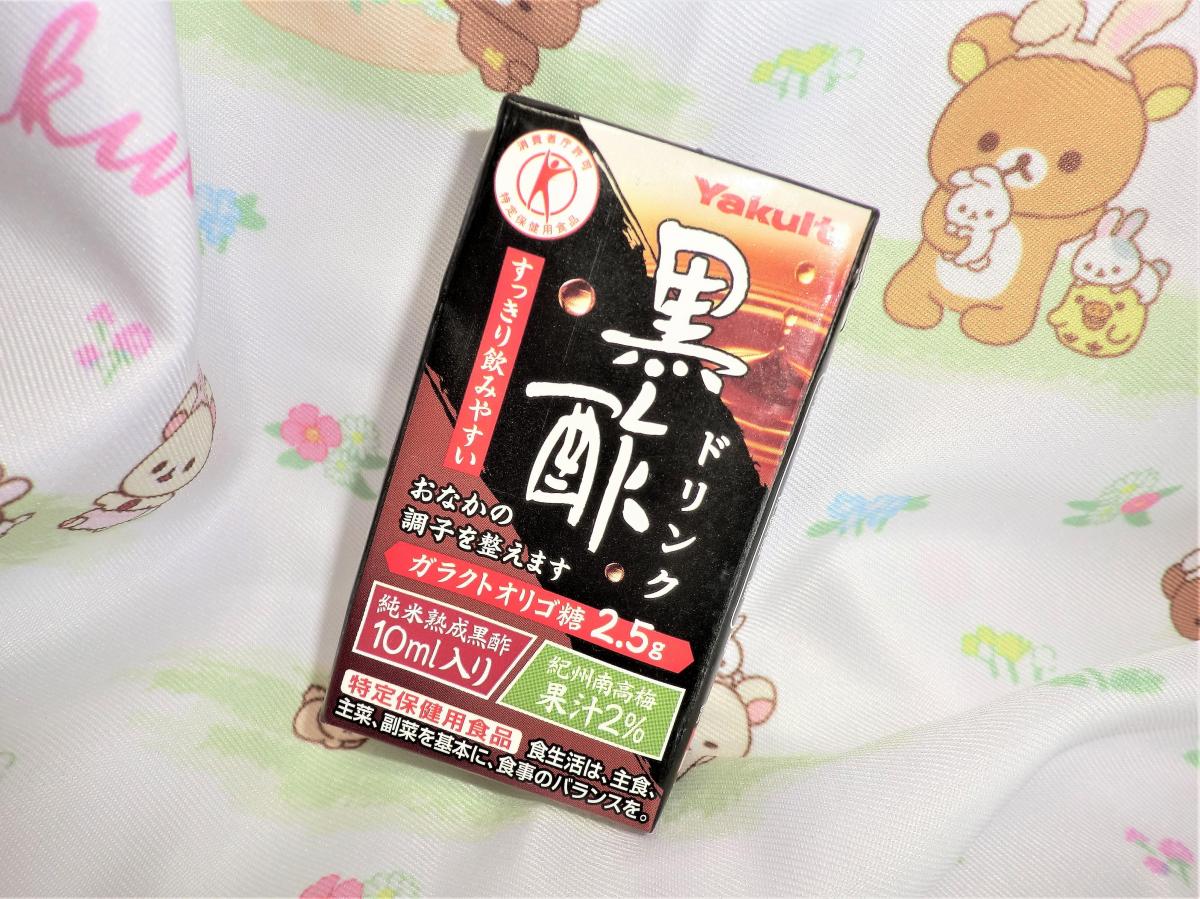 消費者庁許可
特定保健用食品
Yakult
黒酢
ドリンク
すっきり飲みやすい
おなかの
調子を整えます
ガラクトオリゴ糖 2.5g
純米熟成黒酢
10ml入り
紀州南高梅
果汁2%
特定保健用食品 食生活は、主食、
主菜、副菜を基本に、食事のバランスを。